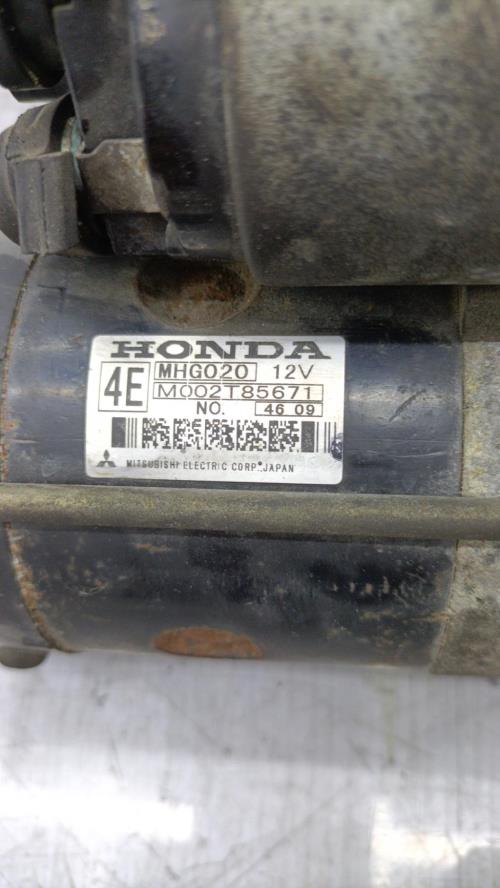 HONDA
4E MHG020 12V
M002T85671
NO. 46 09
MITSUBISHI ELECTRIC CORP. JAPAN